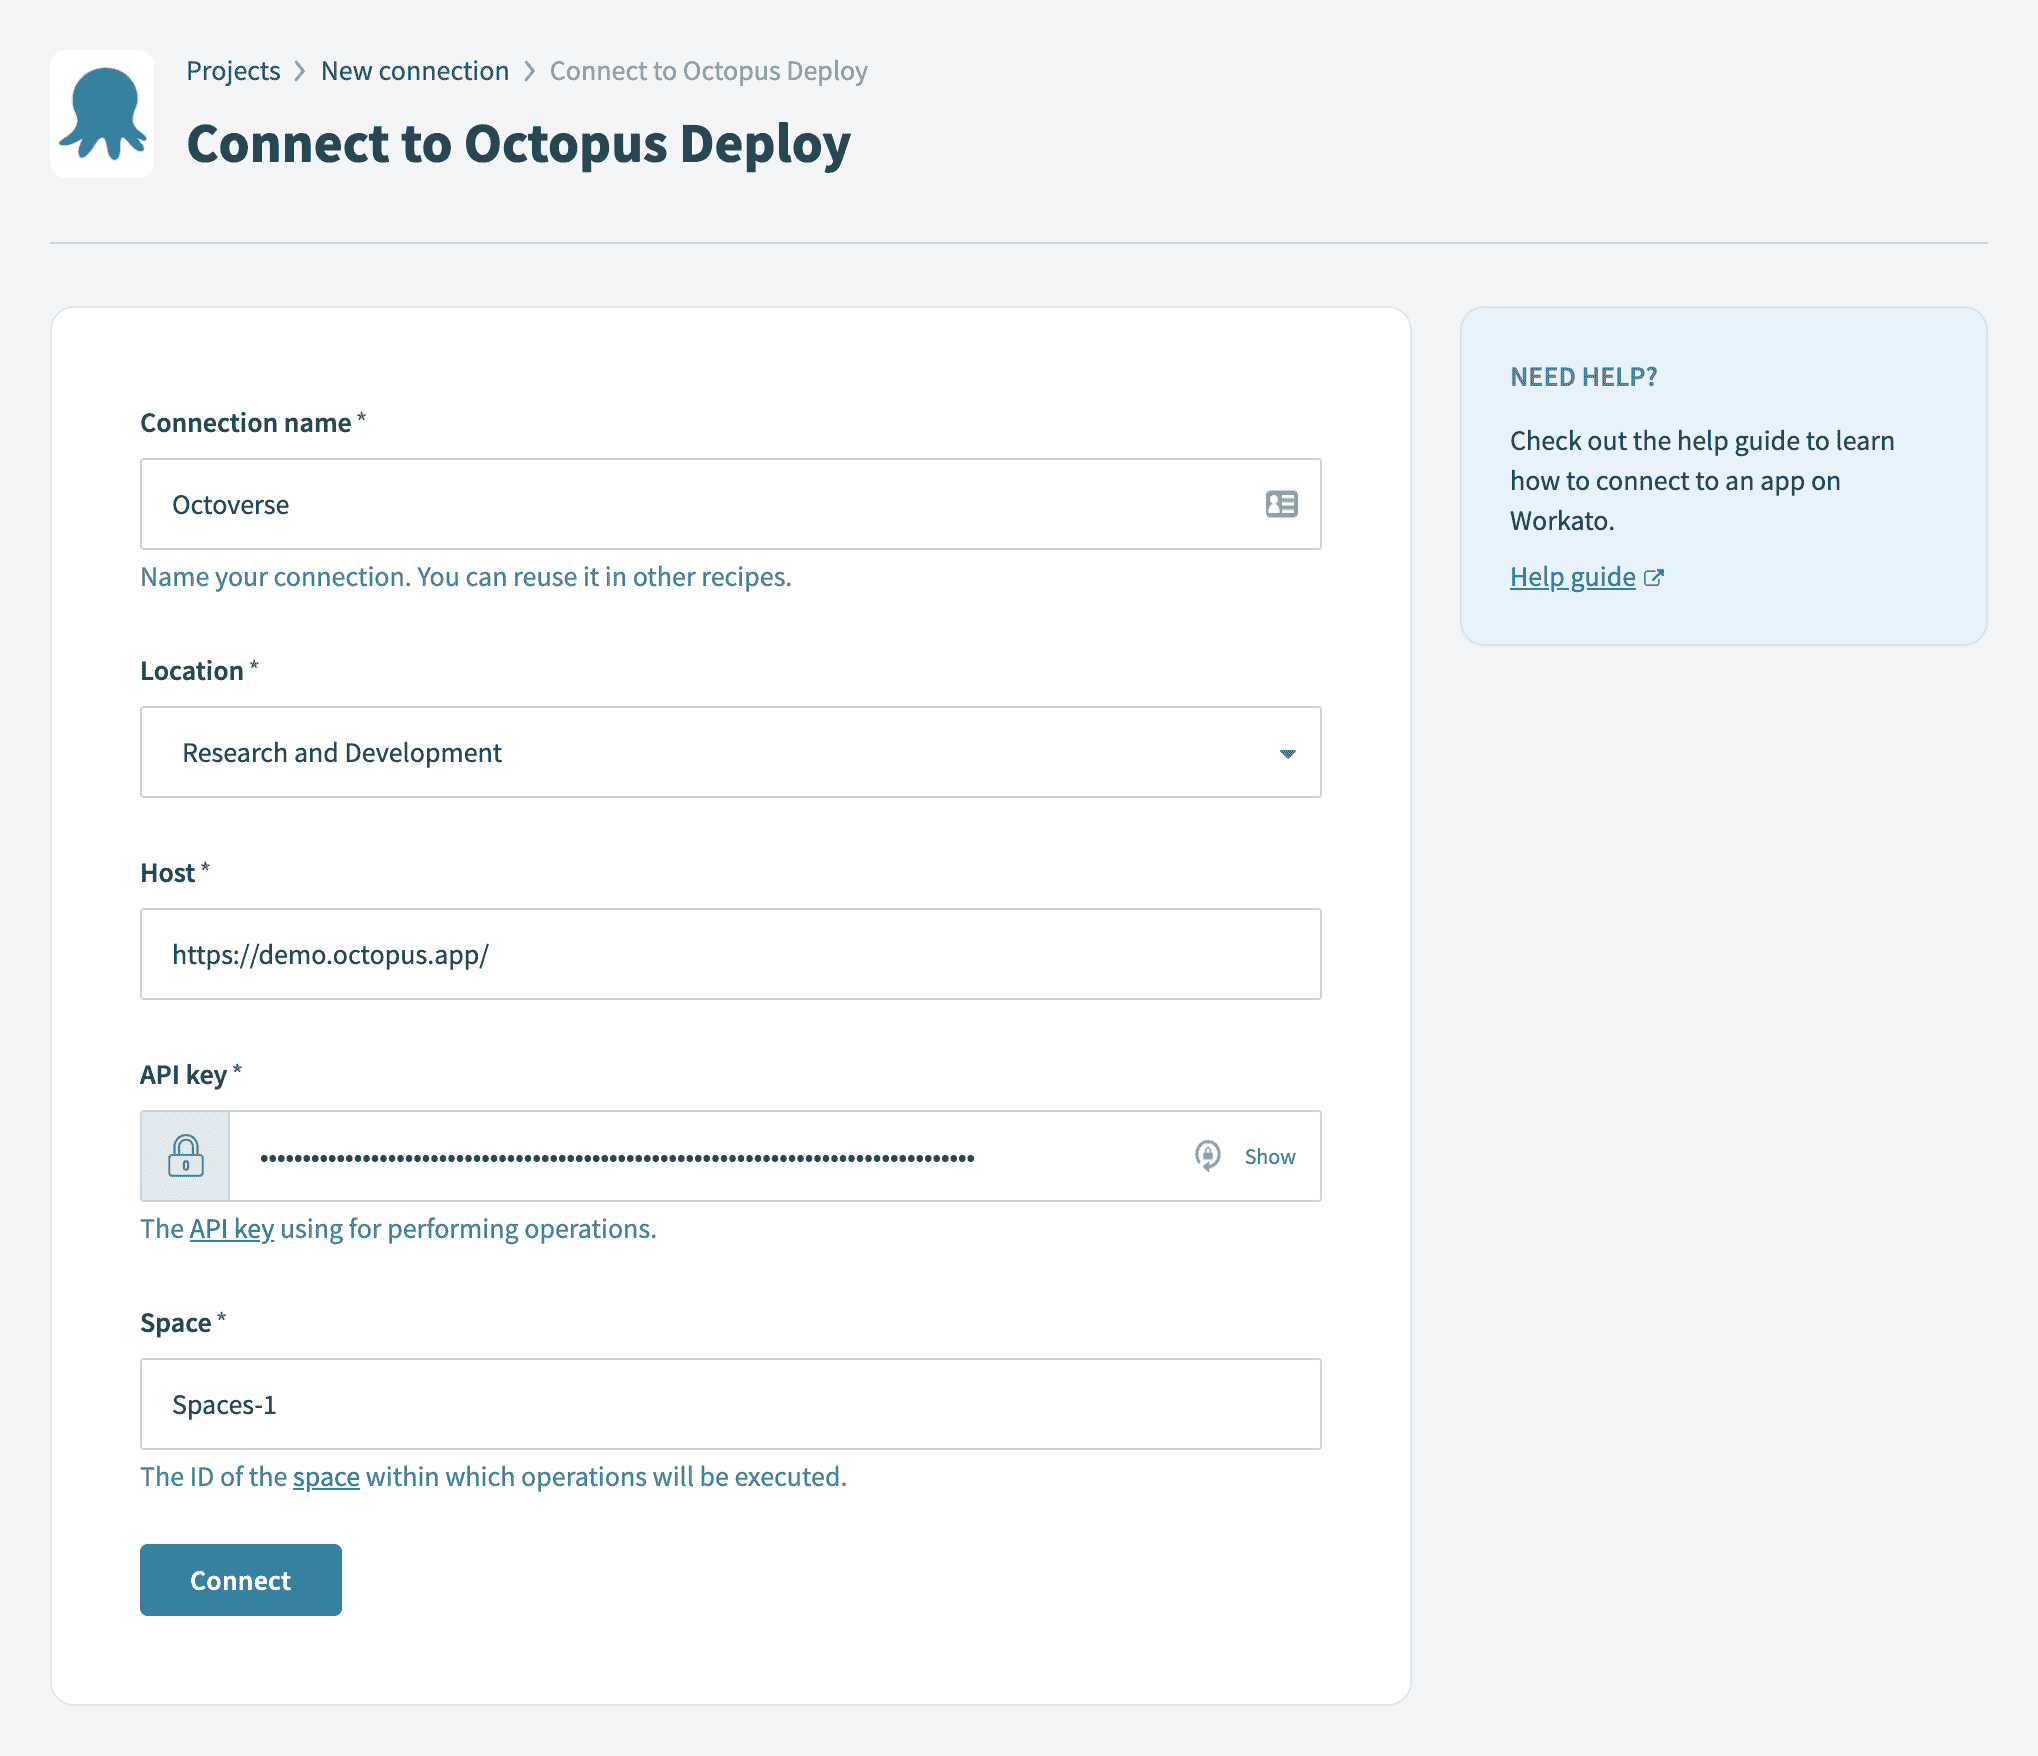 Projects > New connection > Connect to Octopus Deploy
Connect to Octopus Deploy
Connection name *
Octoverse
Name your connection. You can reuse it in other recipes.
Location *
Research and Development
Host *
https://demo.octopus.app/
API key *
Show
The API key using for performing operations.
Space *
Spaces-1
The ID of the space within which operations will be executed.
Connect
NEED HELP?
Check out the help guide to learn
how to connect to an app on
Workato.
Help guide